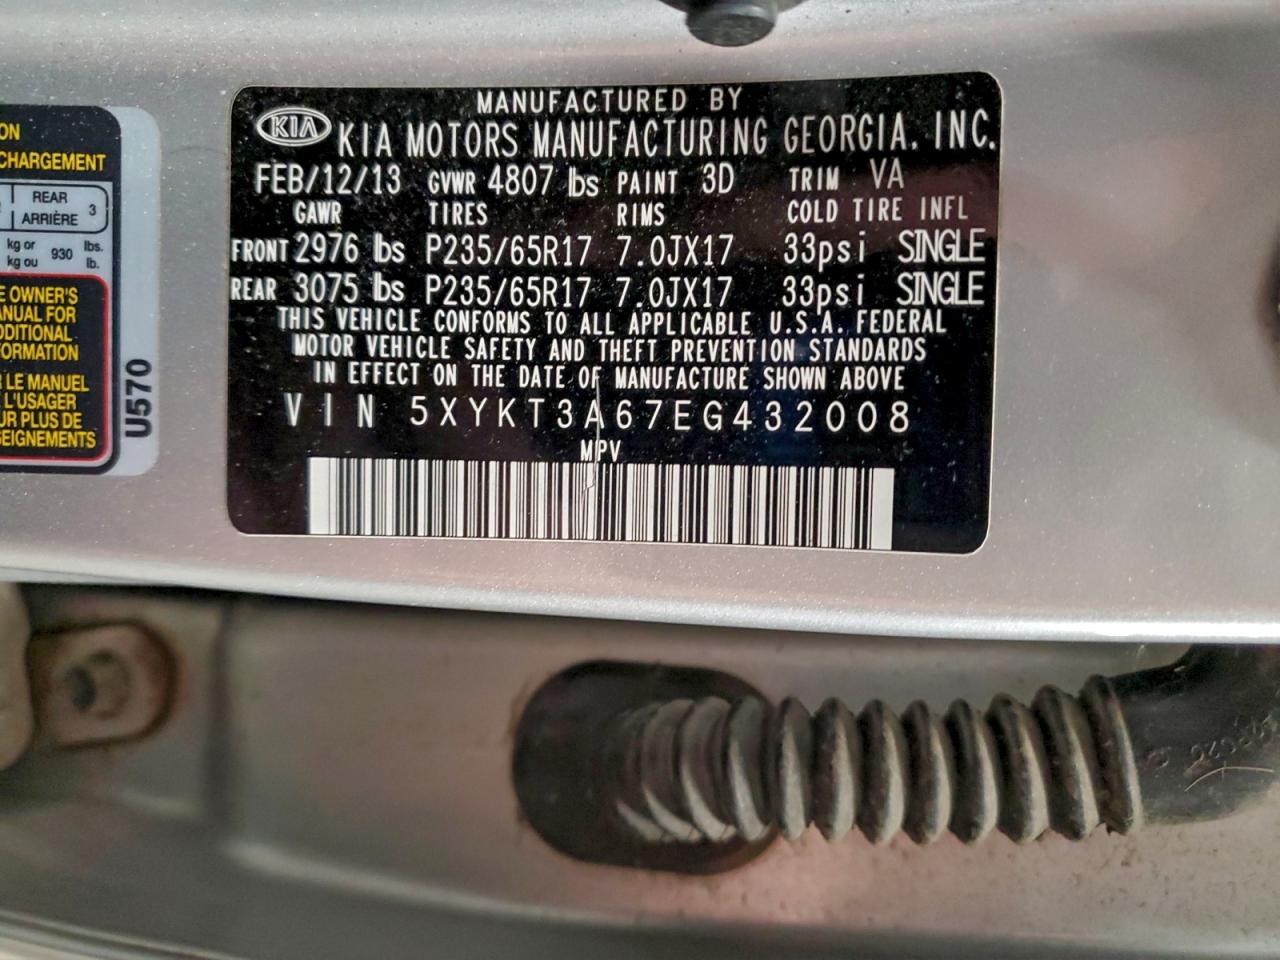 ON
CHARGEMENT
REAR
ARRIÈRE 3
kg or 930 lbs.
kg ou lb.
E OWNER'S
ANUAL FOR
DDITIONAL
FORMATION
R LE MANUEL
E L'USAGER
UR PLUS DE
SEIGNEMENTS
U570
MANUFACTURED BY
KIA KIA MOTORS MANUFACTURING GEORGIA, INC.
FEB/12/13 GVWR 4807 lbs PAINT 3D TRIM VA
GAWR TIRES RIMS COLD TIRE INFL
FRONT 2976 lbs P235/65R17 7.0JX17 33psi SINGLE
REAR 3075 lbs P235/65R17 7.0JX17 33psi SINGLE
THIS VEHICLE CONFORMS TO ALL APPLICABLE U.S.A. FEDERAL
MOTOR VEHICLE SAFETY AND THEFT PREVENTION STANDARDS
IN EFFECT ON THE DATE OF MANUFACTURE SHOWN ABOVE
VIN 5XYKT3A67EG432008
MPV